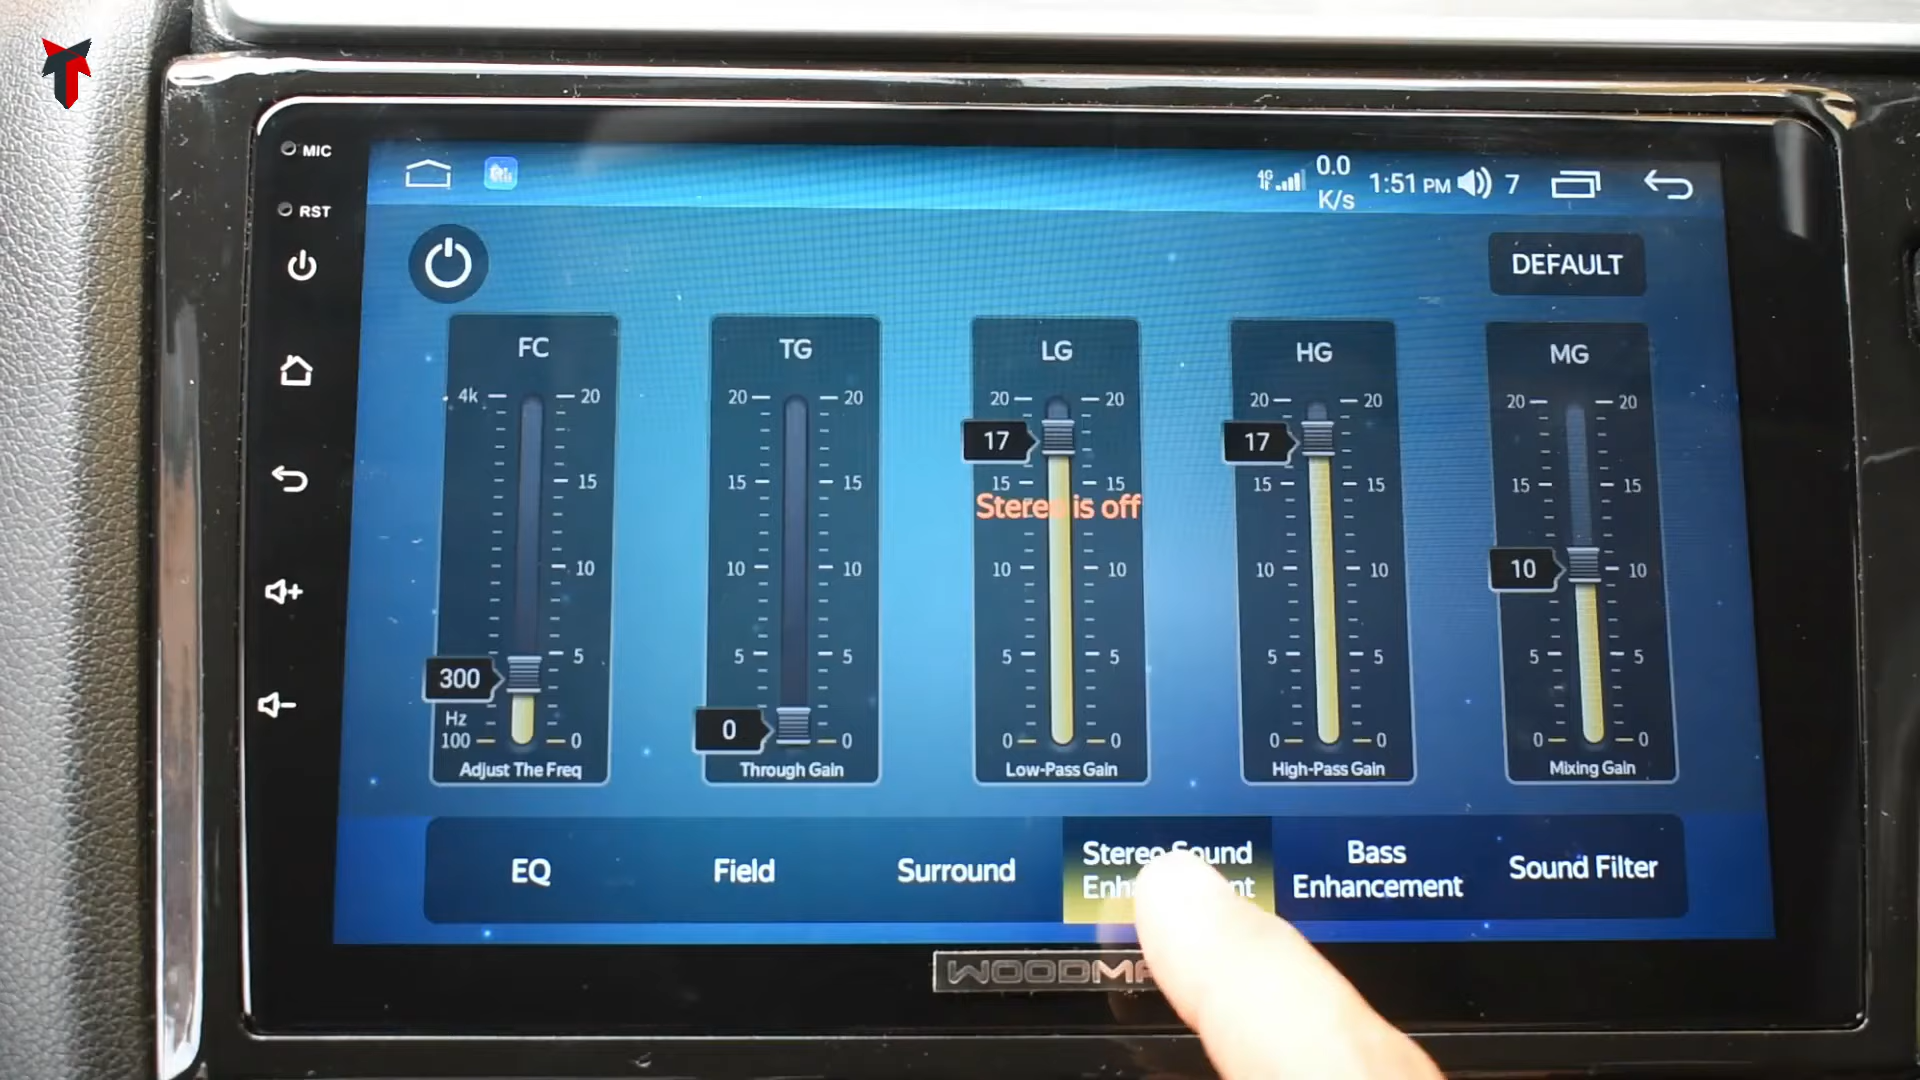 MIC
RST
4G
0.0
K/s
1:51 PM
7
DEFAULT
FC
4k
20
15
10
5
300
Hz
100
0
Adjust The Freq
TG
20
20
15
15
10
10
5
5
0
0
Through Gain
LG
20
20
17
15
15
Stereo is off
10
10
5
5
0
0
Low-Pass Gain
HG
20
20
17
15
15
10
10
5
5
0
0
High-Pass Gain
MG
20
20
15
15
10
10
5
5
0
0
Mixing Gain
EQ
Field
Surround
Stereo Sound
Bass
Enhancement
Sound Filter